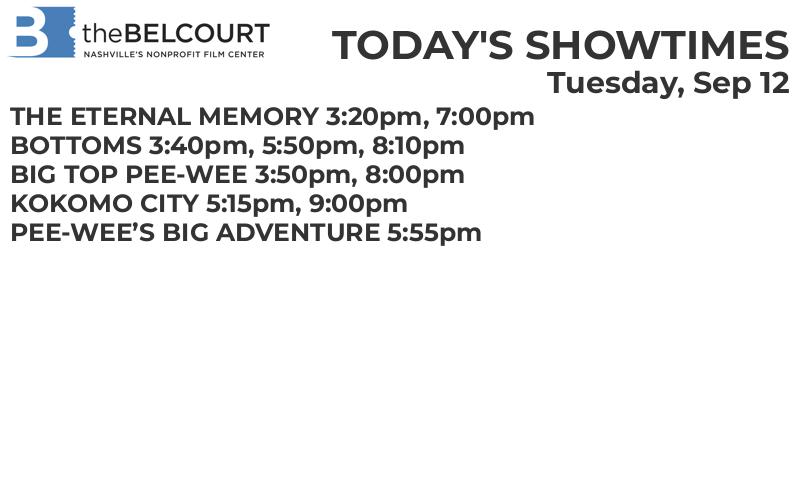 B theBELCOURT
NASHVILLE'S NONPROFIT FILM CENTER
TODAY'S SHOWTIMES
Tuesday, Sep 12
THE ETERNAL MEMORY 3:20pm, 7:00pm
BOTTOMS 3:40pm, 5:50pm, 8:10pm
BIG TOP PEE-WEE 3:50pm, 8:00pm
KOKOMO CITY 5:15pm, 9:00pm
PEE-WEE’S BIG ADVENTURE 5:55pm